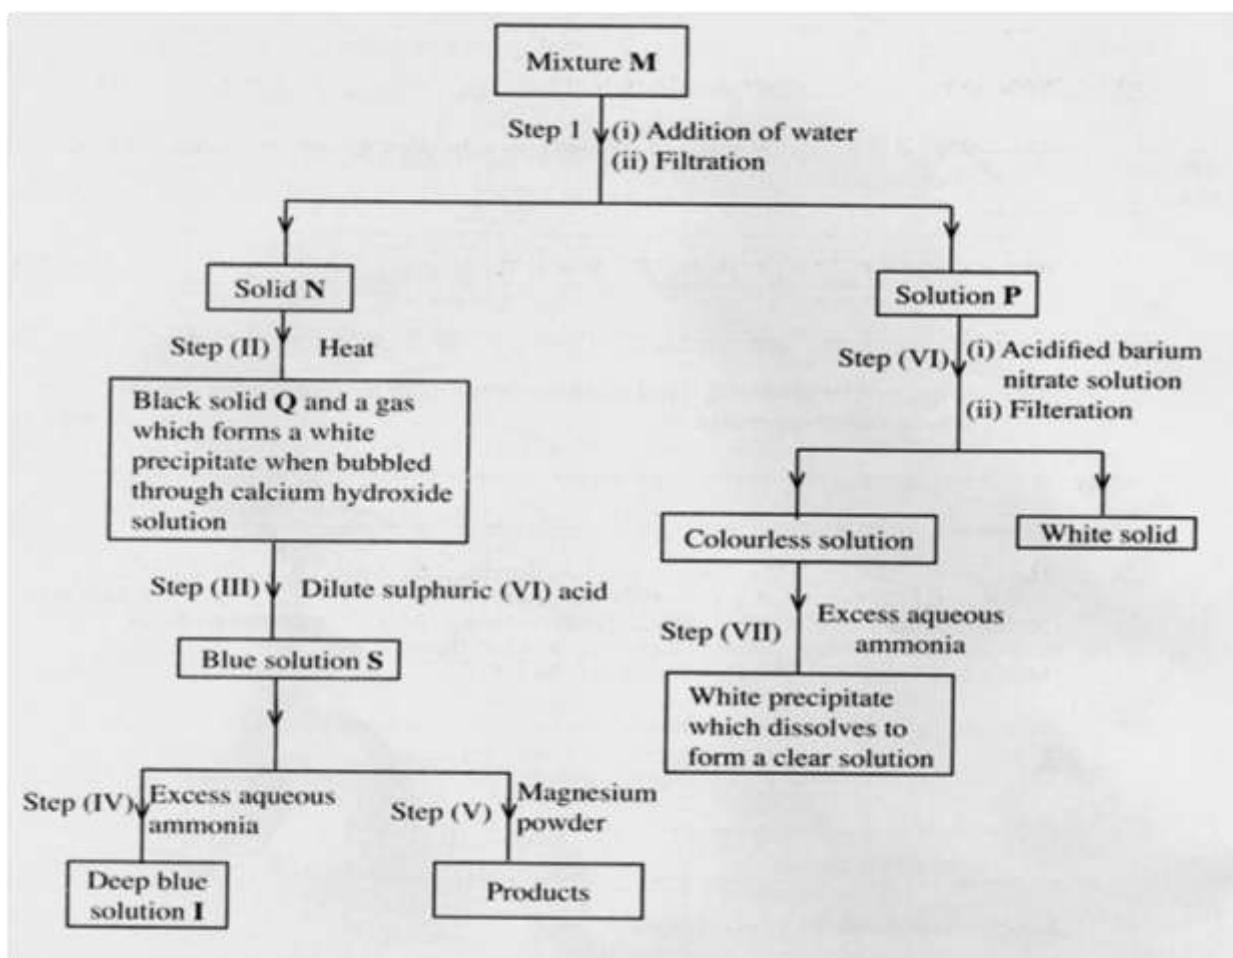 Mixture M
Step 1
(i) Addition of water
(ii) Filtration
Solid N
Solution P
Step (II)
Heat
Step (VI)
(i) Acidified barium
nitrate solution
(ii) Filteration
Black solid Q and a gas
which forms a white
precipitate when bubbled
through calcium hydroxide
solution
Colourless solution
White solid
Step (III)
Dilute sulphuric (VI) acid
Step (VII)
Excess aqueous
ammonia
Blue solution S
White precipitate
which dissolves to
form a clear solution
Step (IV)
Excess aqueous
ammonia
Step (V)
Magnesium
powder
Deep blue
solution I
Products